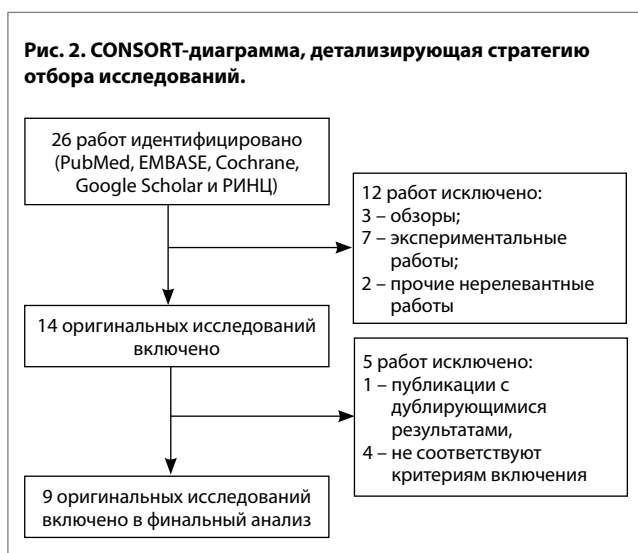 Рис. 2. CONSORT-диаграмма, детализирующая стратегию
отбора исследований.
26 работ идентифицировано
(PubMed, EMBASE, Cochrane,
Google Scholar и РИНЦ)
12 работ исключено:
3 – обзоры;
7 – экспериментальные
работы;
2 – прочие нерелевантные
работы
14 оригинальных исследований
включено
5 работ исключено:
1 – публикации с
дублирующимися
результатами,
4 – не соответствуют
критериям включения
9 оригинальных исследований
включено в финальный анализ